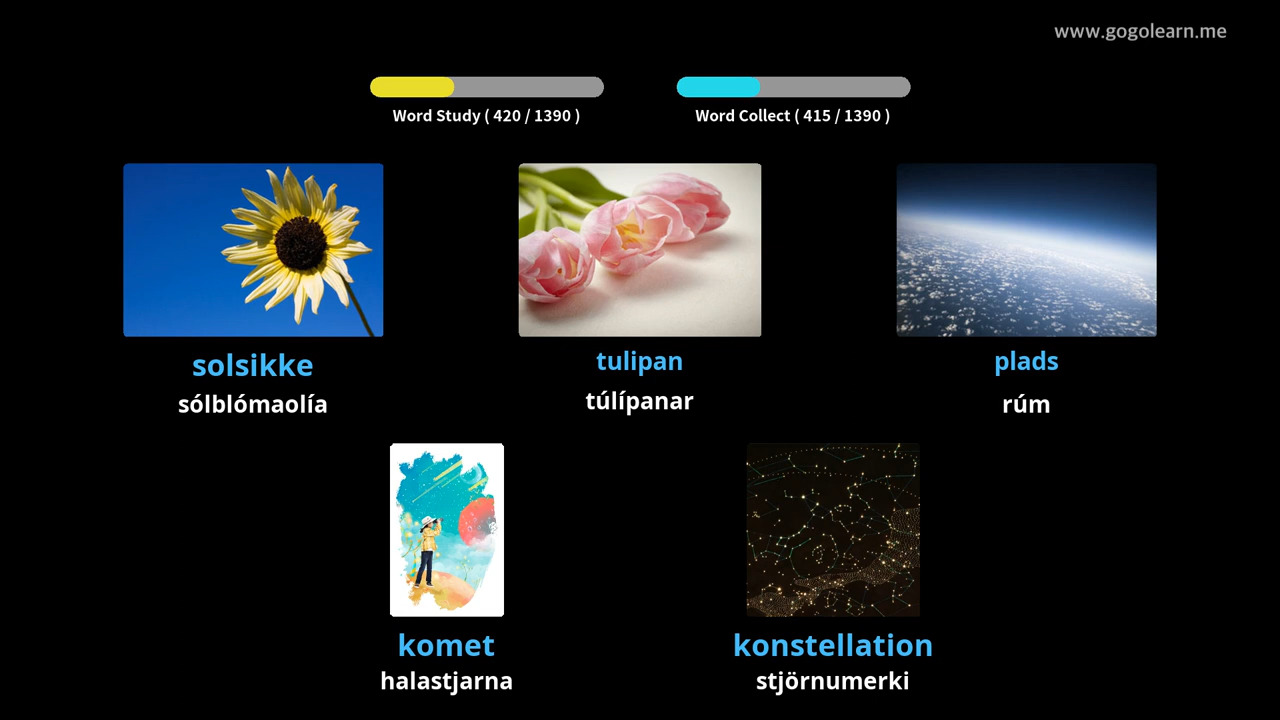 www.gogolearn.me
Word Study ( 420 / 1390 )
Word Collect ( 415 / 1390 )
solsikke
sólblómaolía
tulipan
túlípanar
plads
rúm
komet
halastjarna
konstellation
stjörnumerki